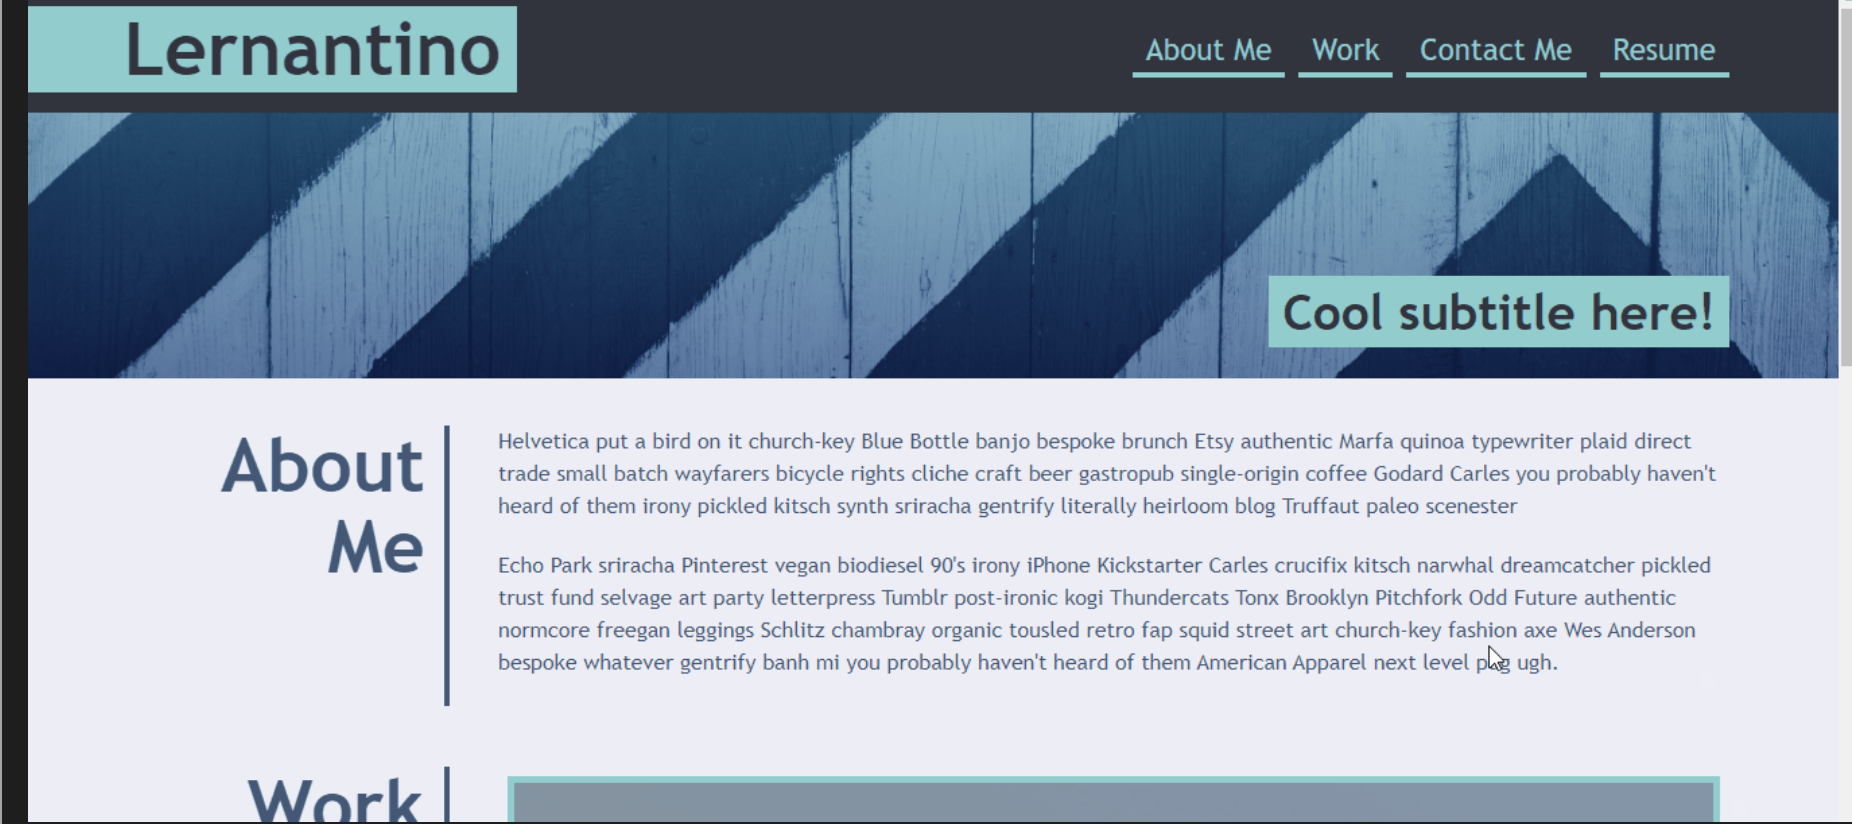 Lernantino
About Me
Work
Contact Me
Resume
Cool subtitle here!
About
Me
Helvetica put a bird on it church-key Blue Bottle banjo bespoke brunch Etsy authentic Marfa quinoa typewriter plaid direct
trade small batch wayfarers bicycle rights cliche craft beer gastropub single-origin coffee Godard Carles you probably haven't
heard of them irony pickled kitsch synth sriracha gentrify literally heirloom blog Truffaut paleo scenester
Echo Park sriracha Pinterest vegan biodiesel 90's irony iPhone Kickstarter Carles crucifix kitsch narwhal dreamcatcher pickled
trust fund selvage art party letterpress Tumblr post-ironic kogi Thundercats Tonx Brooklyn Pitchfork Odd Future authentic
normcore freegan leggings Schlitz chambray organic tousled retro fap squid street art church-key fashion axe Wes Anderson
bespoke whatever gentrify banh mi you probably haven't heard of them American Apparel next level ugh.
Work